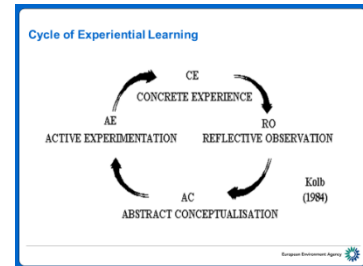 Cycle of Experiential Learning
CE
CONCRETE EXPERIENCE
AE
ACTIVE EXPERIMENTATION
RO
REFLECTIVE OBSERVATION
AC
ABSTRACT CONCEPTUALISATION
Kolb
(1984)
European Environment Agency